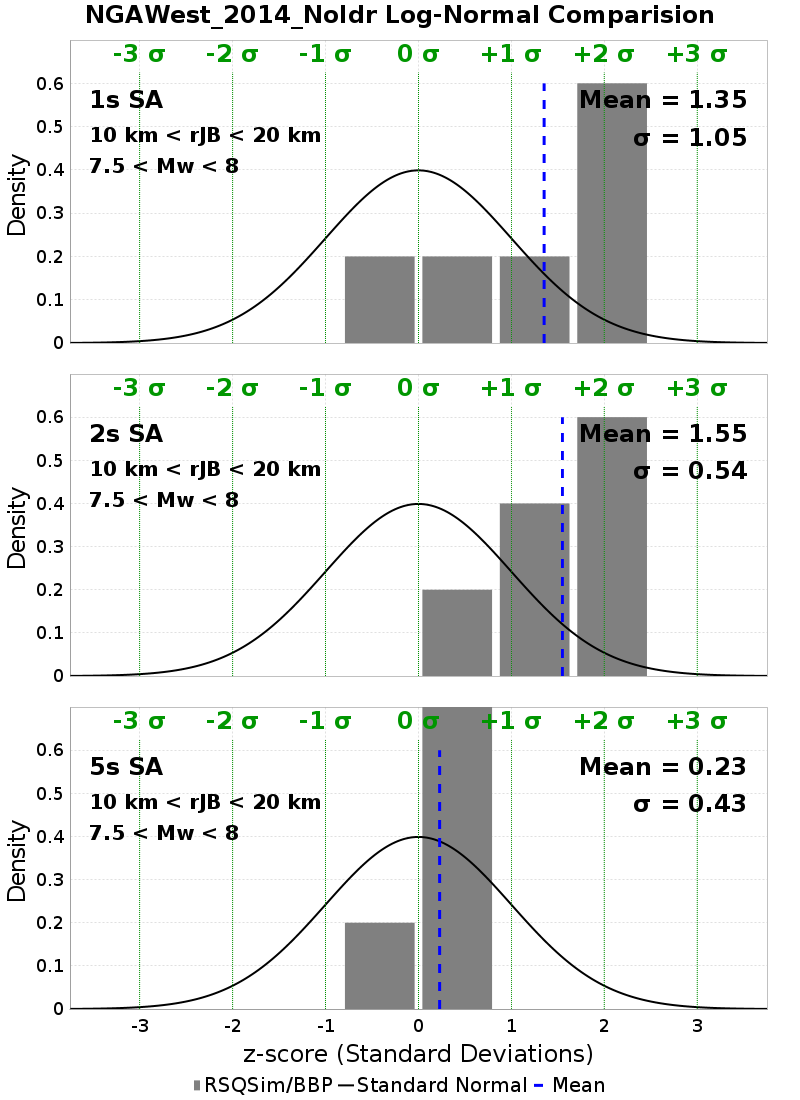 NGAWest_2014_NoIdr Log-Normal Comparision
-3 σ -2 σ -1 σ 0 σ +1 σ +2 σ +3 σ
1s SA
Mean = 1.35
10 km < rJB < 20 km
σ = 1.05
7.5 < Mw < 8
Density
0.6
0.5
0.4
0.3
0.2
0.1
0
-3 σ -2 σ -1 σ 0 σ +1 σ +2 σ +3 σ
2s SA
Mean = 1.55
10 km < rJB < 20 km
σ = 0.54
7.5 < Mw < 8
Density
0.6
0.5
0.4
0.3
0.2
0.1
0
-3 σ -2 σ -1 σ 0 σ +1 σ +2 σ +3 σ
5s SA
Mean = 0.23
10 km < rJB < 20 km
σ = 0.43
7.5 < Mw < 8
Density
0.6
0.5
0.4
0.3
0.2
0.1
0
-3 -2 -1 0 1 2 3
z-score (Standard Deviations)
RSQSim/BBP Standard Normal Mean